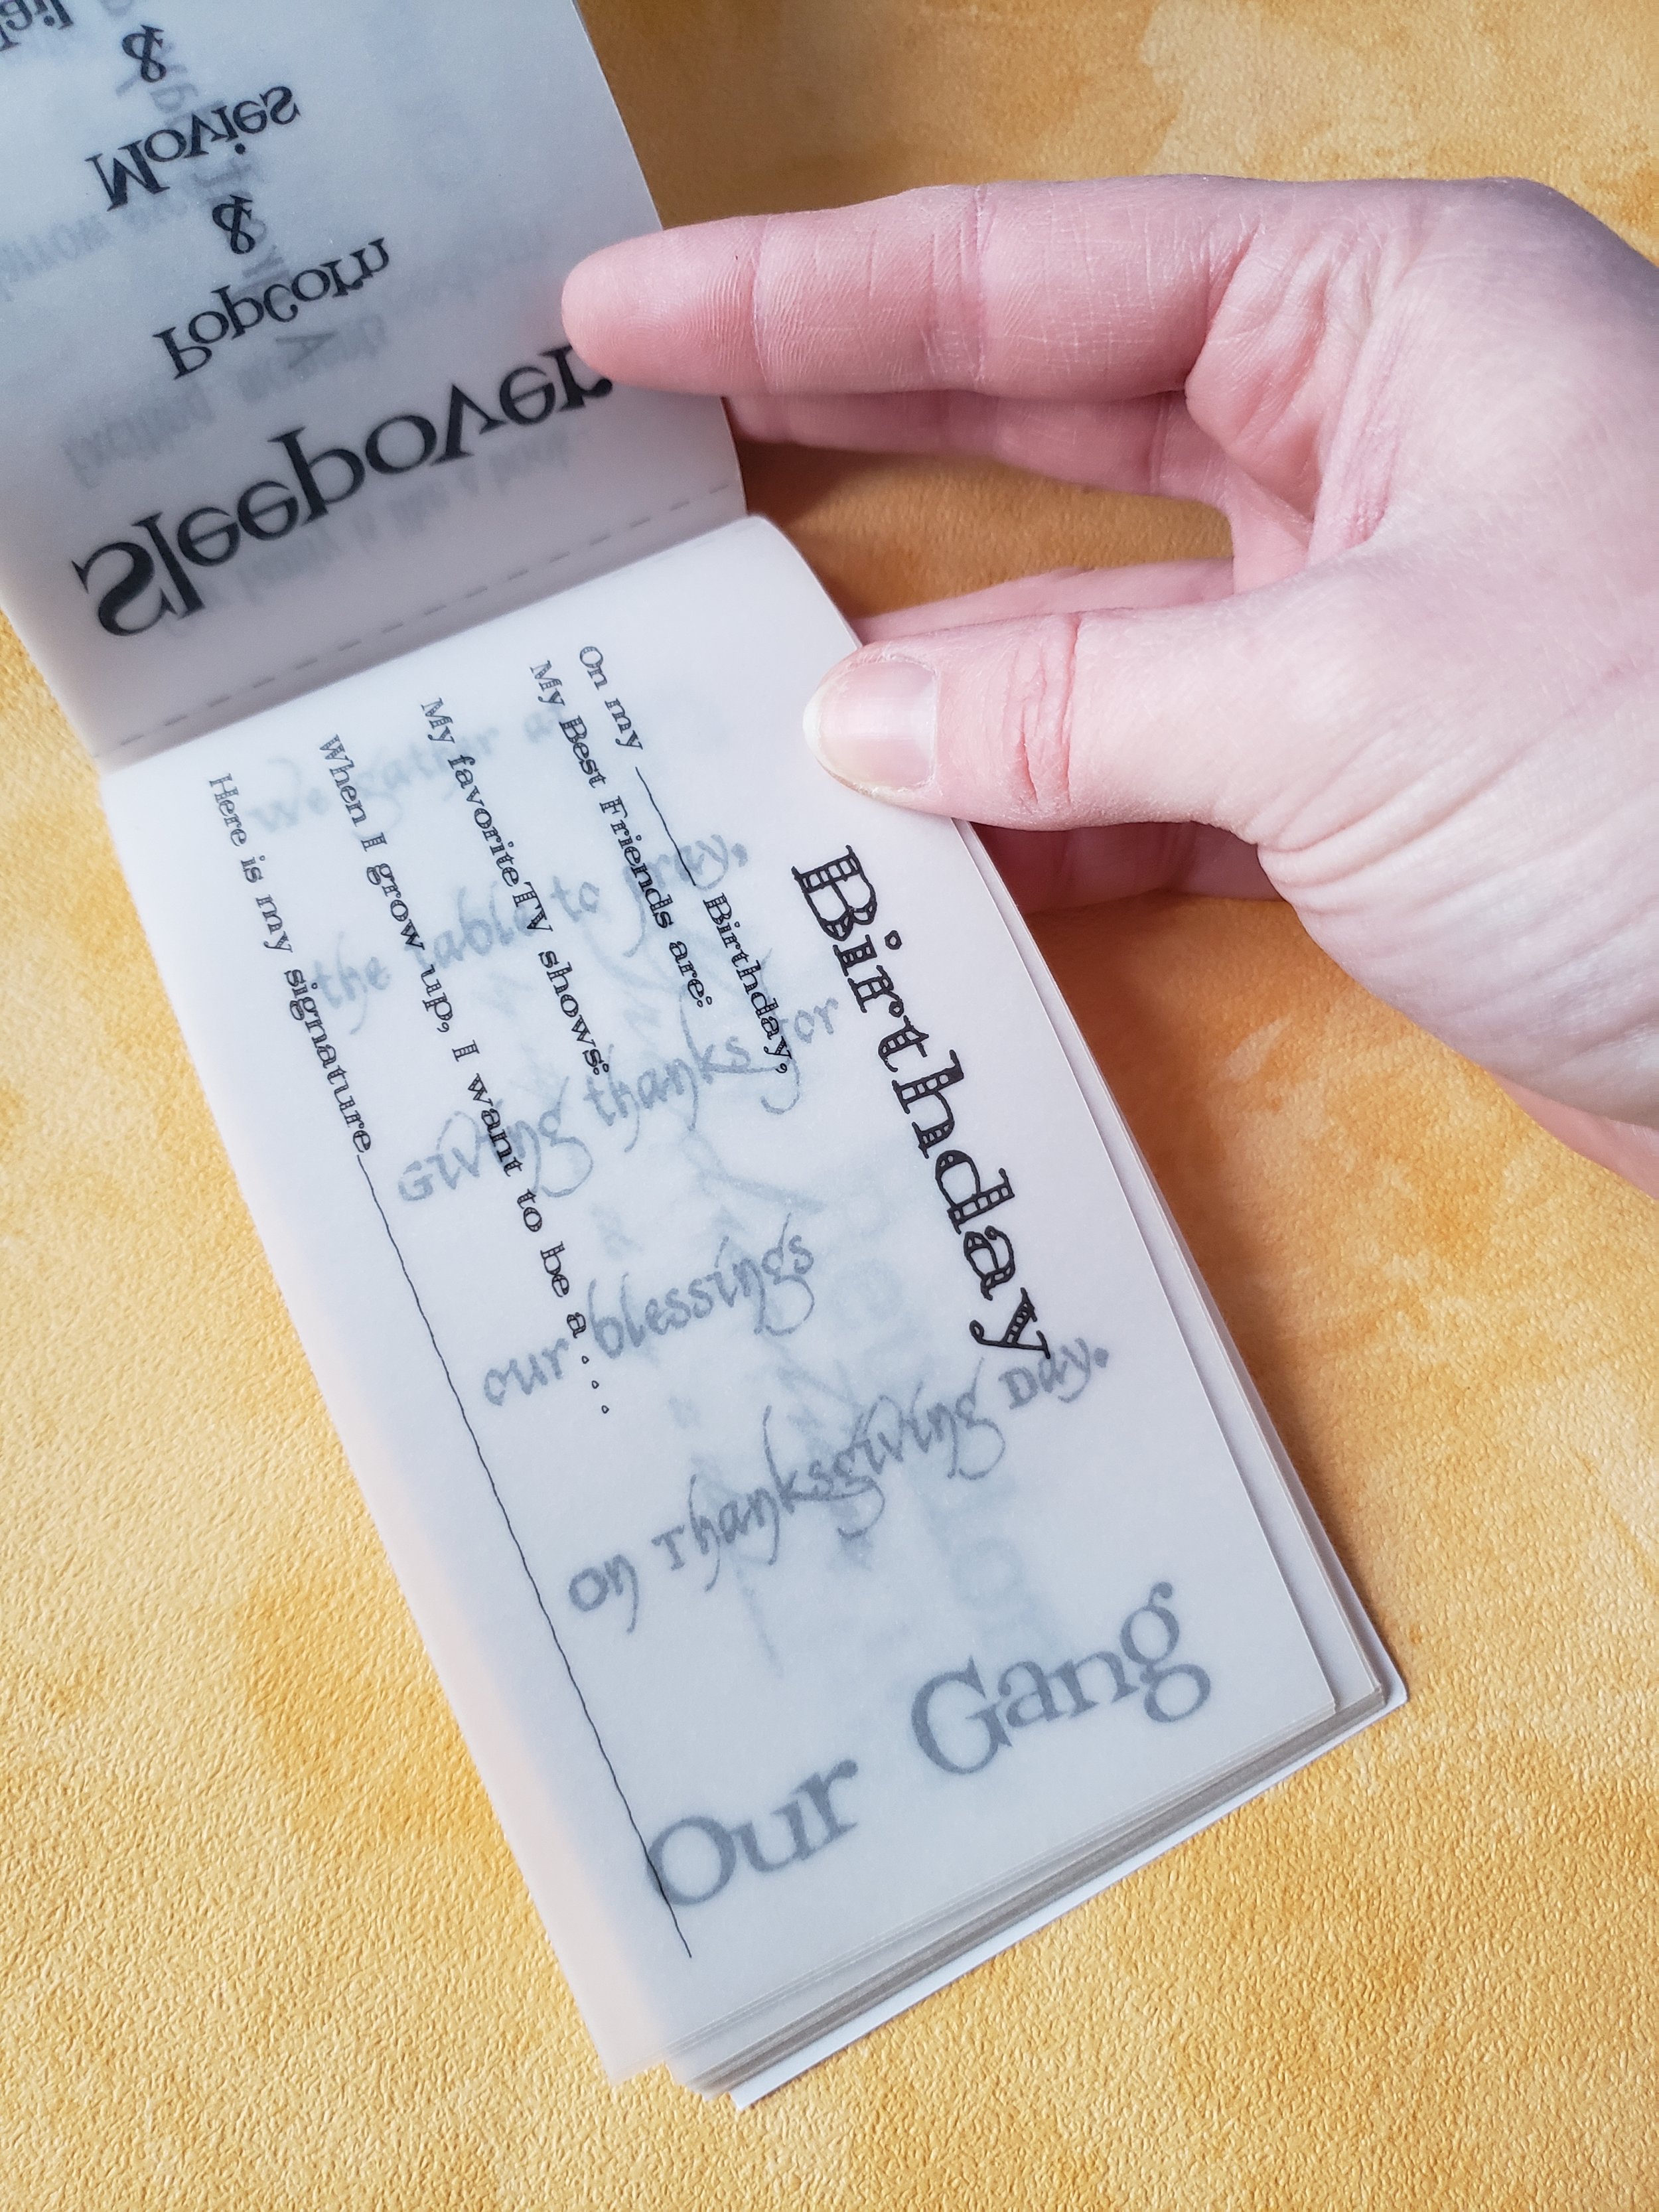 Sleepover
Popcorn
&
Movies
&
Birthday
On my ______ Birthday,
My Best Friends are:
My favorite TV shows:
When I grow up, I want to be a . . . .
Here is my signature
we gather at
the table to pray,
Giving thanks for
our blessings
on Thanksgiving Day.
Our Gang